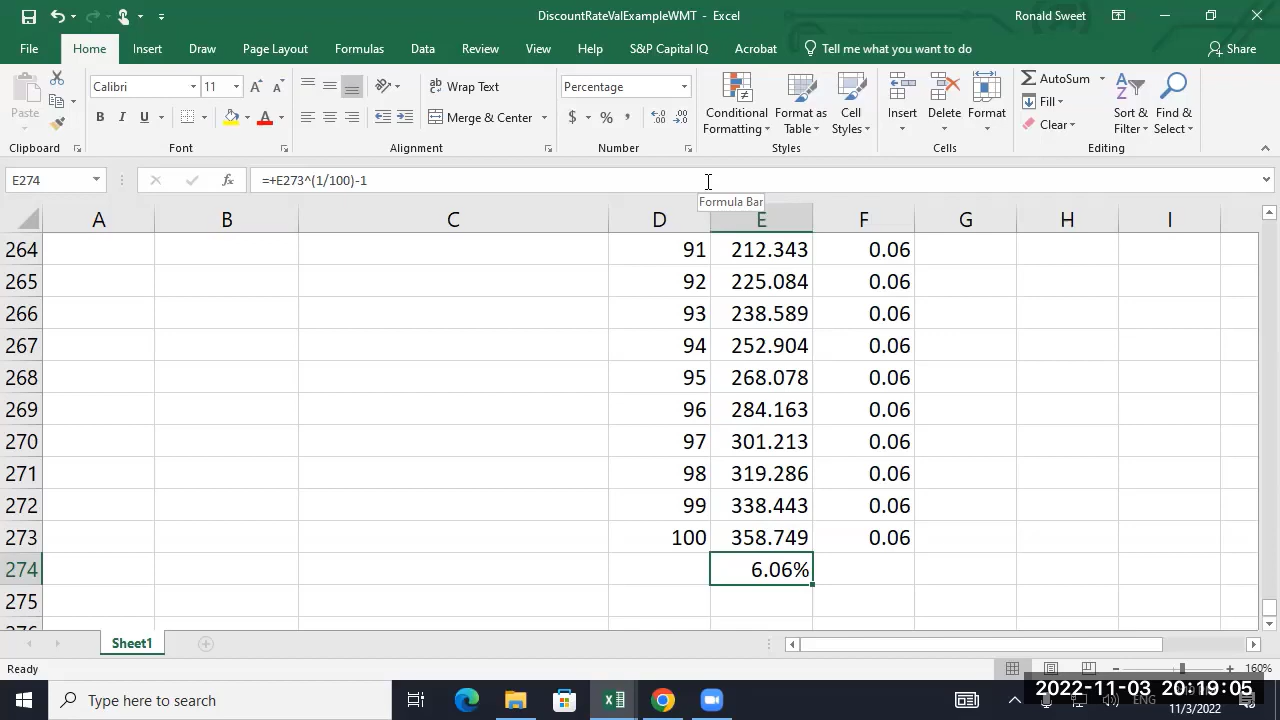 DiscountRateValExampleWMT - Excel
Ronald Sweet
File Home Insert Draw Page Layout Formulas Data Review View Help S&P Capital IQ Acrobat Tell me what you want to do Share
Paste
Clipboard
Calibri 11
B I U
Font
Wrap Text
Merge & Center
Alignment
Percentage
$ % ,
Number
Conditional Formatting
Format as Table
Cell Styles
Styles
Insert Delete Format
Cells
AutoSum
Fill
Clear
Sort & Filter
Find & Select
Editing
E274 fx =+E273^(1/100)-1
Formula Bar
A B C D E F G H I
264 91 212.343 0.06
265 92 225.084 0.06
266 93 238.589 0.06
267 94 252.904 0.06
268 95 268.078 0.06
269 96 284.163 0.06
270 97 301.213 0.06
271 98 319.286 0.06
272 99 338.443 0.06
273 100 358.749 0.06
274 6.06%
275
276
Sheet1
Ready
160%
Type here to search
2022-11-03 20:19:05
ENG
11/3/2022